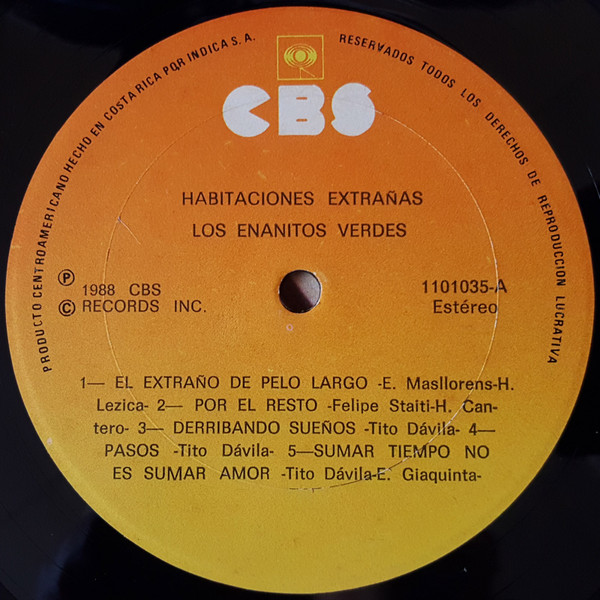 PRODUCTO CENTROAMERICANO HECHO EN COSTA RICA POR INDICA S.A.
RESERVADOS TODOS LOS DERECHOS DE REPRODUCCION LUCRATIVA
CBS
HABITACIONES EXTRAÑAS
LOS ENANITOS VERDES
Ⓟ 1988 CBS
© RECORDS INC.
1101035-A
Estéreo
1— EL EXTRAÑO DE PELO LARGO -E. Masllorens-H.
Lezica- 2— POR EL RESTO -Felipe Staiti-H. Can-
tero- 3— DERRIBANDO SUEÑOS -Tito Dávila- 4—
PASOS -Tito Dávila- 5—SUMAR TIEMPO NO
ES SUMAR AMOR -Tito Dávila-E. Giaquinta-